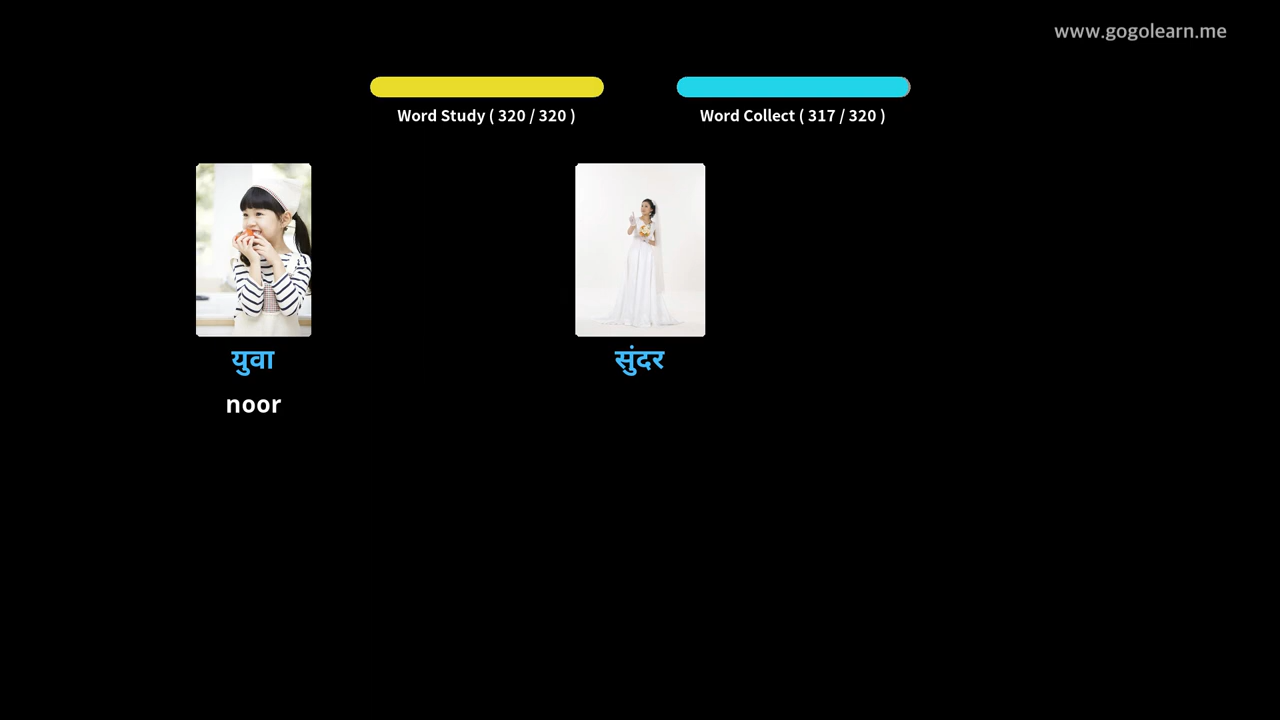 www.gogolearn.me
Word Study ( 320 / 320 )
Word Collect ( 317 / 320 )
युवा
सुंदर
noor